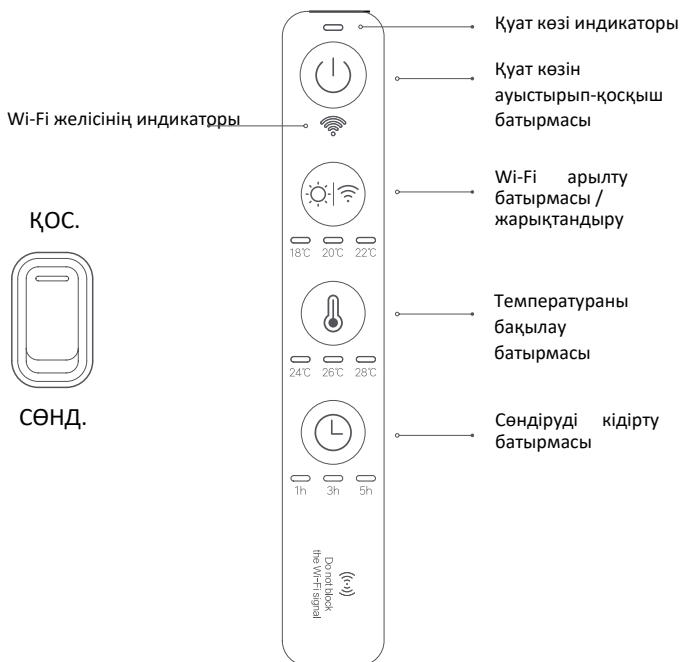 Қуат көзі индикаторы
Қуат көзін
ауыстырып-қосқыш
батырмасы
Wi-Fi желісінің индикаторы
Wi-Fi арылту
батырмасы /
жарықтандыру
ҚОС.
18℃ 20℃ 22℃
Температураны
бақылау
батырмасы
24℃ 26℃ 28℃
СӨНД.
Сөндіруді кідірту
батырмасы
1h 3h 5h
Do not block
the Wi-Fi signal